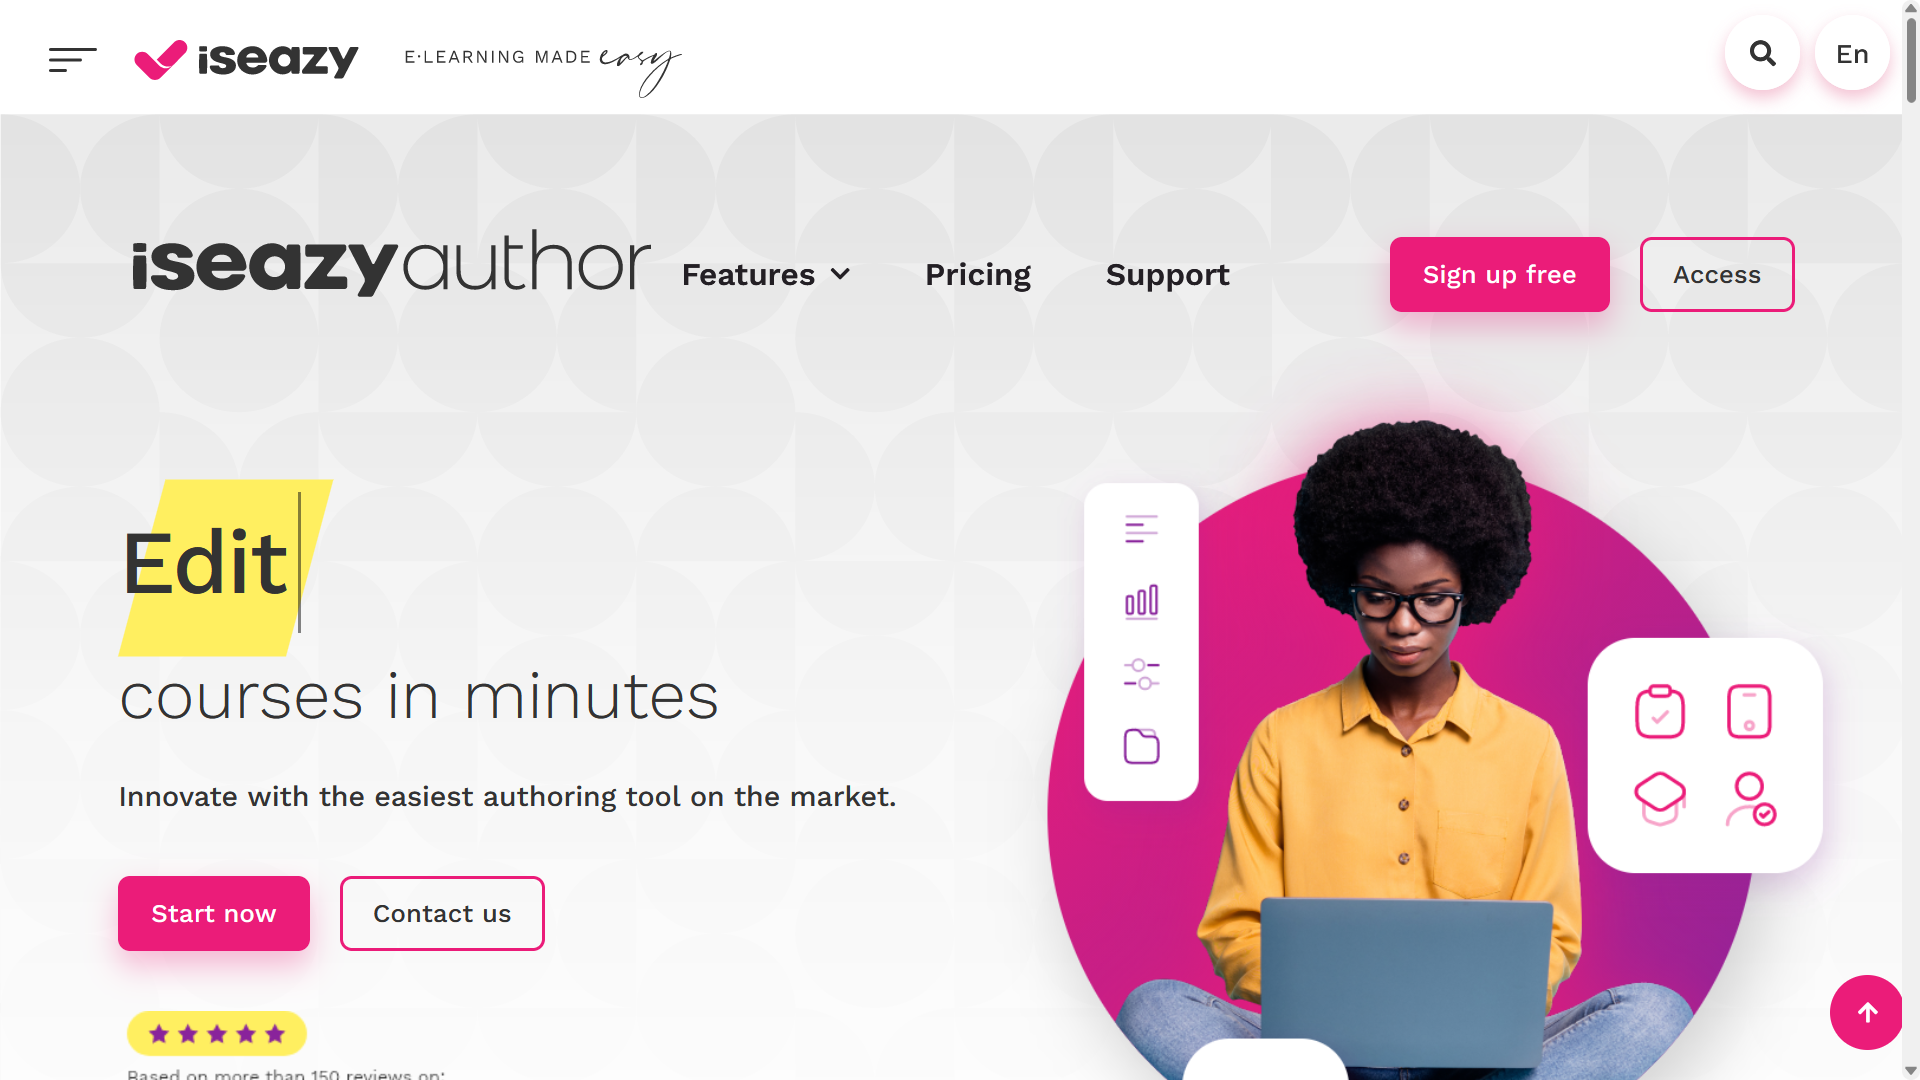 iseazy
E·LEARNING MADE easy
En
iseazyauthor
Features
Pricing
Support
Sign up free
Access
Edit
courses in minutes
Innovate with the easiest authoring tool on the market.
Start now
Contact us
Based on more than 150 reviews on: